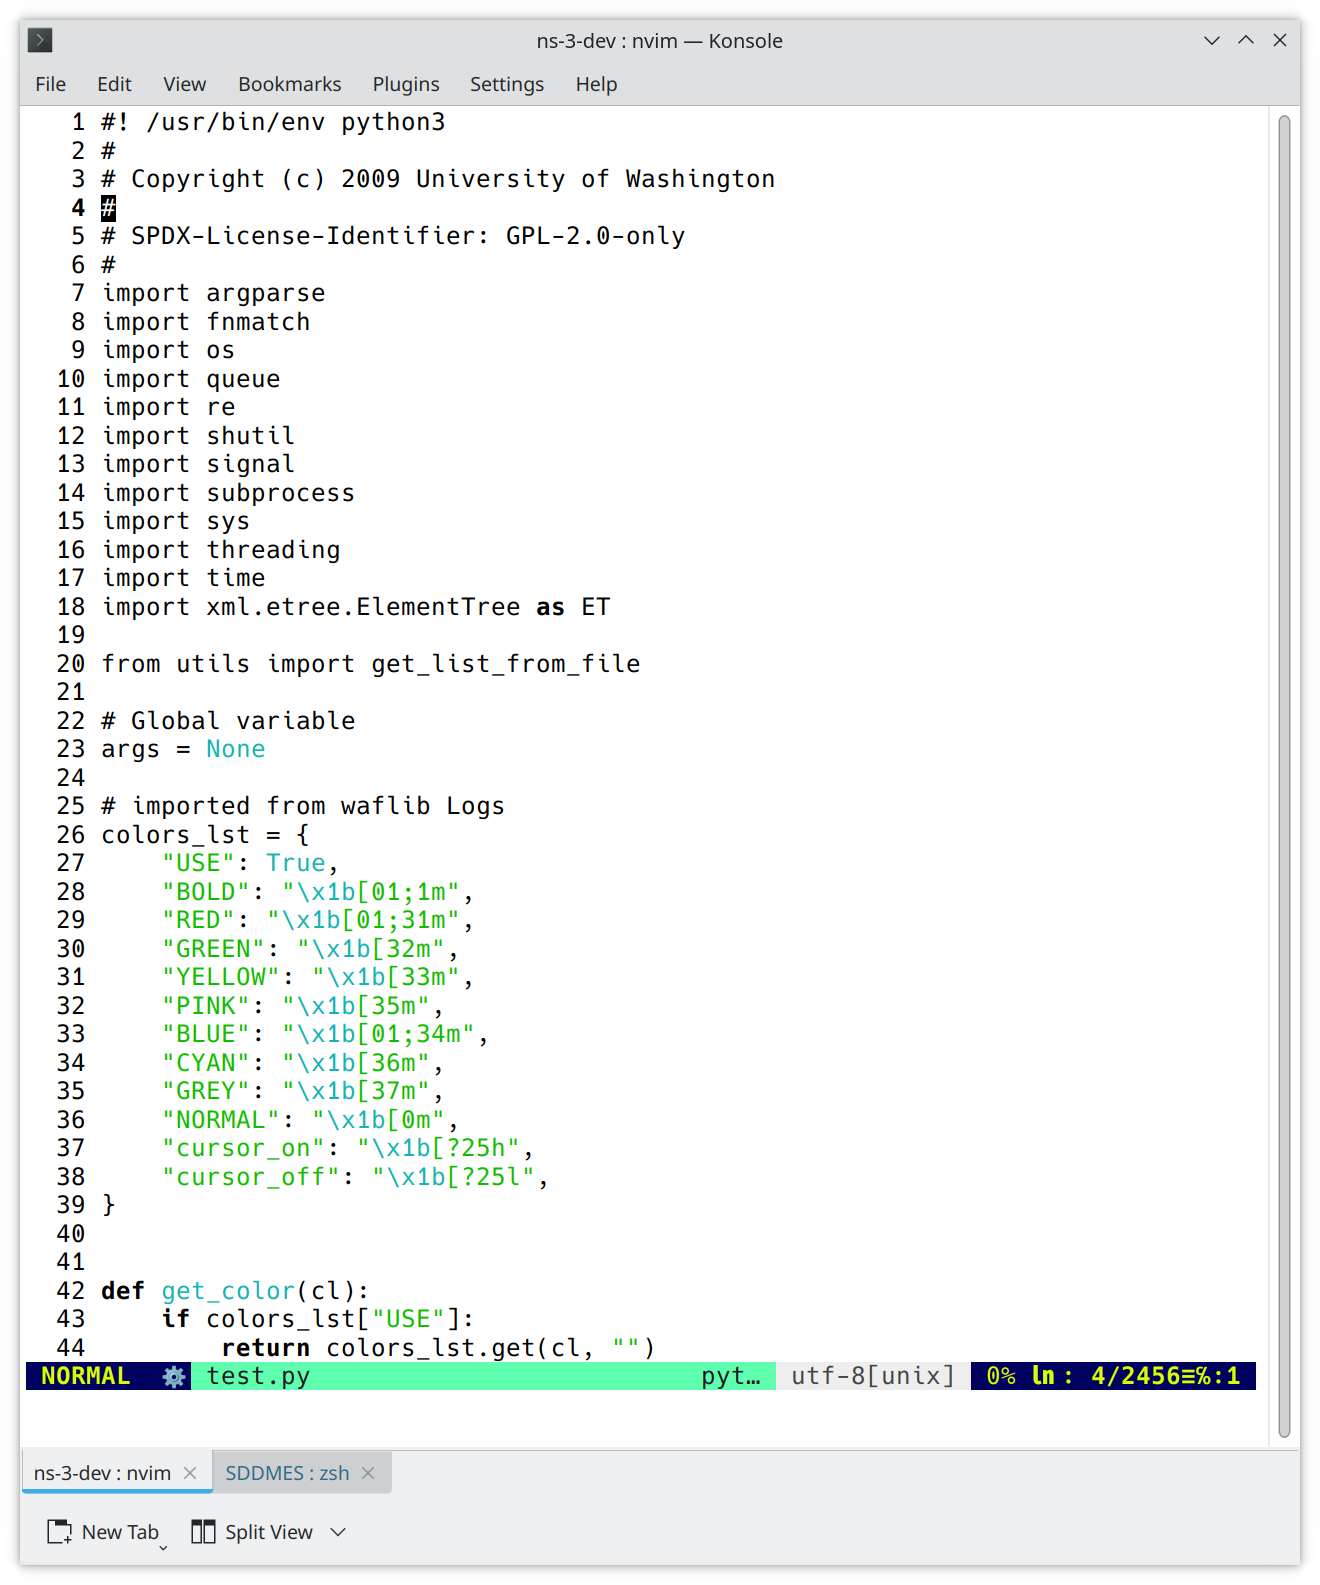 ns-3-dev : nvim — Konsole
File Edit View Bookmarks Plugins Settings Help
1 #! /usr/bin/env python3
2 #
3 # Copyright (c) 2009 University of Washington
4 #
5 # SPDX-License-Identifier: GPL-2.0-only
6 #
7 import argparse
8 import fnmatch
9 import os
10 import queue
11 import re
12 import shutil
13 import signal
14 import subprocess
15 import sys
16 import threading
17 import time
18 import xml.etree.ElementTree as ET
19
20 from utils import get_list_from_file
21
22 # Global variable
23 args = None
24
25 # imported from waflib Logs
26 colors_lst = {
27     "USE": True,
28     "BOLD": "\x1b[01;1m",
29     "RED": "\x1b[01;31m",
30     "GREEN": "\x1b[32m",
31     "YELLOW": "\x1b[33m",
32     "PINK": "\x1b[35m",
33     "BLUE": "\x1b[01;34m",
34     "CYAN": "\x1b[36m",
35     "GREY": "\x1b[37m",
36     "NORMAL": "\x1b[0m",
37     "cursor_on": "\x1b[?25h",
38     "cursor_off": "\x1b[?25l",
39 }
40
41
42 def get_color(cl):
43     if colors_lst["USE"]:
44         return colors_lst.get(cl, "")
NORMAL ⚙ test.py pyt… utf-8[unix] 0% ln : 4/2456≡℅:1
ns-3-dev : nvim SDDMES : zsh
New Tab Split View